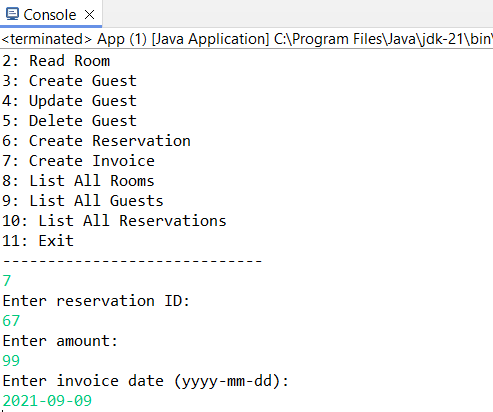 Console
<terminated> App (1) [Java Application] C:\Program Files\Java\jdk-21\bin\
2: Read Room
3: Create Guest
4: Update Guest
5: Delete Guest
6: Create Reservation
7: Create Invoice
8: List All Rooms
9: List All Guests
10: List All Reservations
11: Exit
----------------------------
7
Enter reservation ID:
67
Enter amount:
99
Enter invoice date (yyyy-mm-dd):
2021-09-09